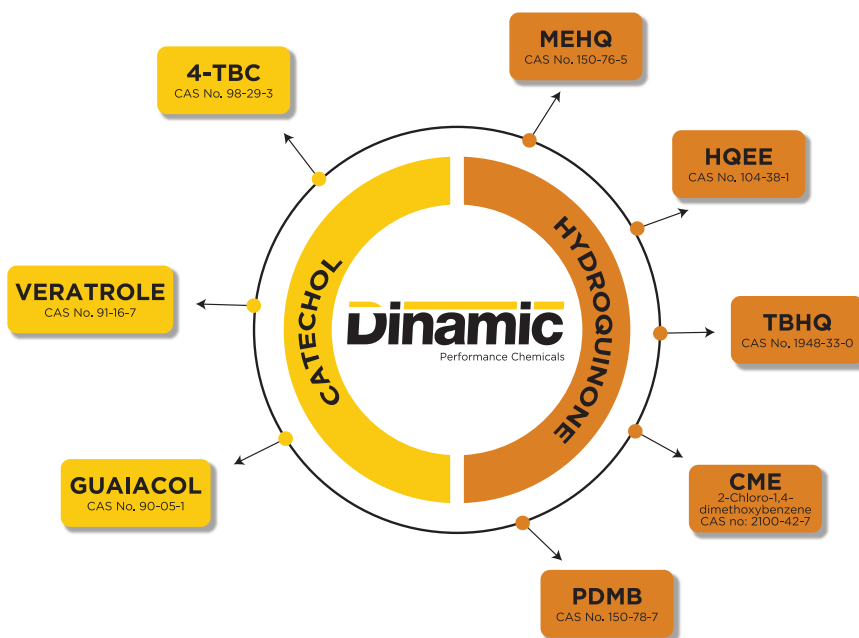 MEHQ
CAS No. 150-76-5
4-TBC
CAS No. 98-29-3
HQEE
CAS No. 104-38-1
VERATROLE
CAS No. 91-16-7
CATECHOL
HYDROQUINONE
Dinamic
Performance Chemicals
TBHQ
CAS No. 1948-33-0
GUAIACOL
CAS No. 90-05-1
CME
2-Chloro-1,4-
dimethoxybenzene
CAS no: 2100-42-7
PDMB
CAS No. 150-78-7